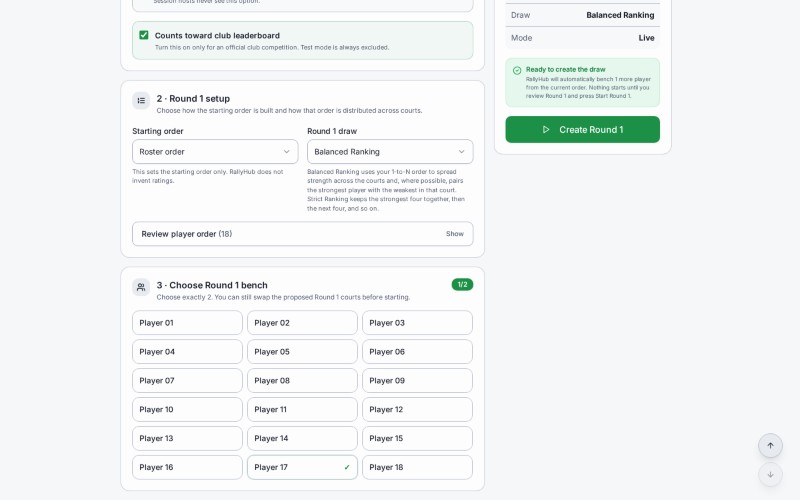 Session hosts never see this option.
Counts toward club leaderboard
Turn this on only for an official club competition. Test mode is always excluded.
2 · Round 1 setup
Choose how the starting order is built and how that order is distributed across courts.
Starting order
Roster order
This sets the starting order only. RallyHub does not
invent ratings.
Round 1 draw
Balanced Ranking
Balanced Ranking uses your 1-to-N order to spread
strength across the courts and, where possible, pairs
the strongest player with the weakest in that court.
Strict Ranking keeps the strongest four together, then
the next four, and so on.
Review player order (18)
Show
3 · Choose Round 1 bench
1/2
Choose exactly 2. You can still swap the proposed Round 1 courts before starting.
Player 01
Player 02
Player 03
Player 04
Player 05
Player 06
Player 07
Player 08
Player 09
Player 10
Player 11
Player 12
Player 13
Player 14
Player 15
Player 16
Player 17 ✓
Player 18
Draw
Balanced Ranking
Mode
Live
Ready to create the draw
RallyHub will automatically bench 1 more player
from the current order. Nothing starts until you
review Round 1 and press Start Round 1.
Create Round 1